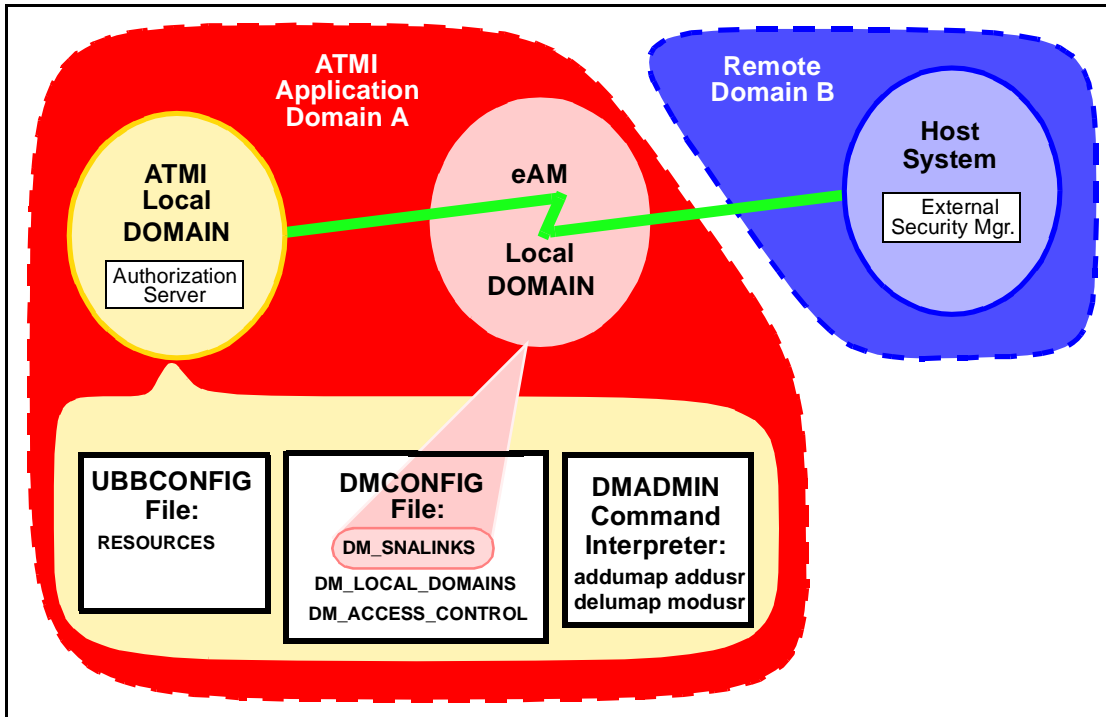 ATMI
Application
Domain A
Remote
Domain B
ATMI
Local
DOMAIN
Authorization
Server
eAM
Local
DOMAIN
Host
System
External
Security Mgr.
UBBCONFIG
File:
RESOURCES
DMCONFIG
File:
DM_SNALINKS
DM_LOCAL_DOMAINS
DM_ACCESS_CONTROL
DMADMIN
Command
Interpreter:
addumap addusr
delumap modusr